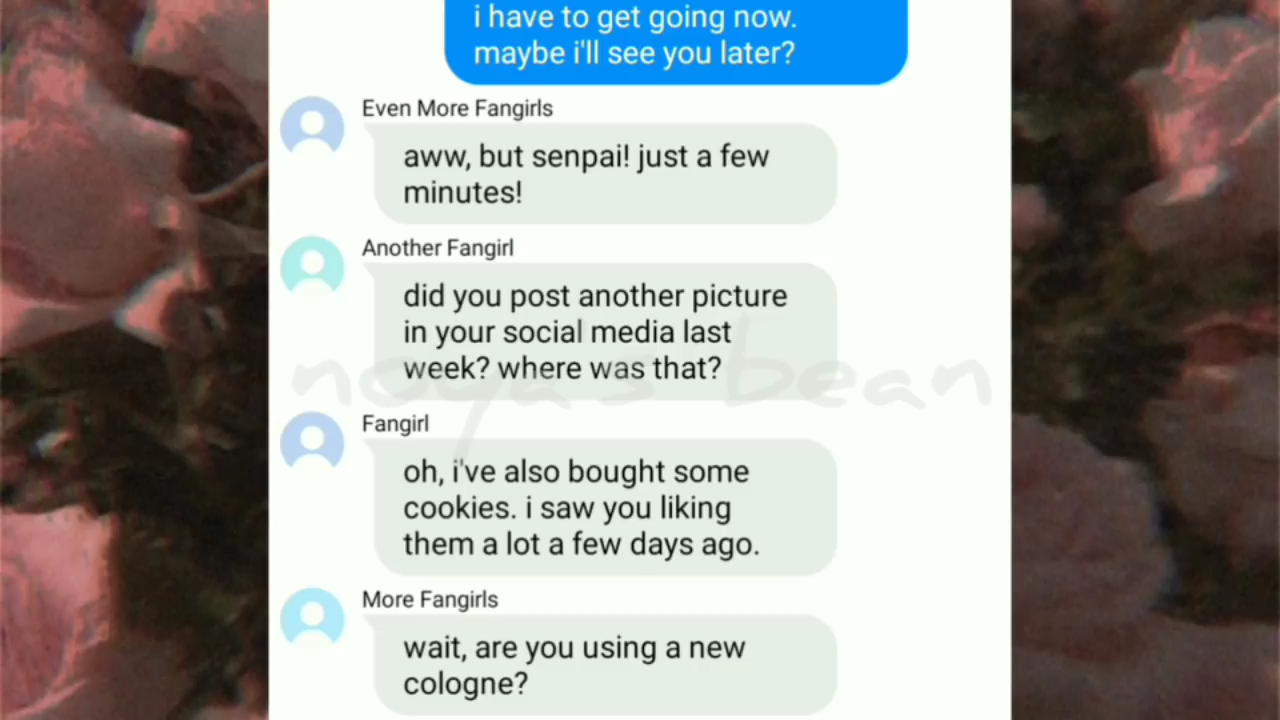 i have to get going now.
maybe i'll see you later?
Even More Fangirls
aww, but senpai! just a few
minutes!
Another Fangirl
did you post another picture
in your social media last
week? where was that?
noya's bean
Fangirl
oh, i've also bought some
cookies. i saw you liking
them a lot a few days ago.
More Fangirls
wait, are you using a new
cologne?